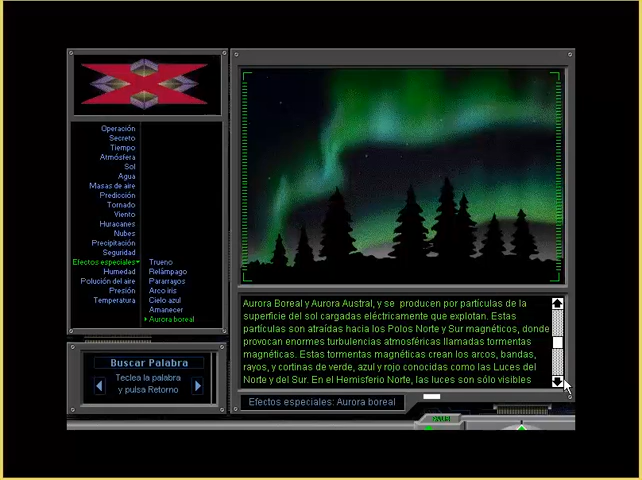 Operación
Secreto
Tiempo
Atmósfera
Sol
Agua
Masas de aire
Predicción
Tornado
Viento
Huracanes
Nubes
Precipitación
Seguridad
Efectos especiales
Humedad
Polución del aire
Presión
Temperatura
Trueno
Relámpago
Pararrayos
Arco iris
Cielo azul
Amanecer
Aurora boreal
Aurora Boreal y Aurora Austral, y se producen por partículas de la
superficie del sol cargadas eléctricamente que explotan. Estas
partículas son atraídas hacia los Polos Norte y Sur magnéticos, donde
provocan enormes turbulencias atmosféricas llamadas tormentas
magnéticas. Estas tormentas magnéticas crean los arcos, bandas,
rayos, y cortinas de verde, azul y rojo conocidas como las Luces del
Norte y del Sur. En el Hemisferio Norte, las luces son sólo visibles
Buscar Palabra
Teclea la palabra
y pulsa Retorno
Efectos especiales: Aurora boreal